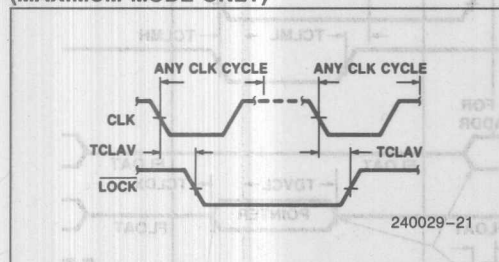 (MAXIMUM MODE ONLY)
ANY CLK CYCLE ANY CLK CYCLE
CLK
TCLAV TCLAV
LOCK
240029–21